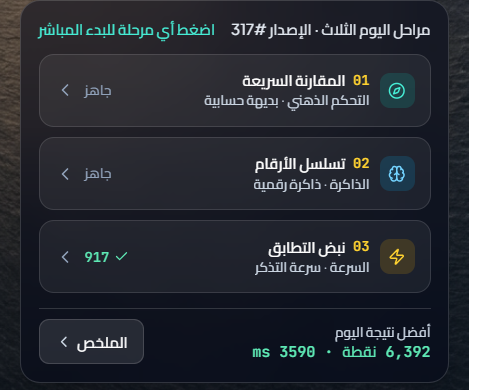 مراحل اليوم الثلاث · الإصدار #317
اضغط أي مرحلة للبدء المباشر
01 المقارنة السريعة
التحكم الذهني · بديهة حسابية
جاهز
02 تسلسل الأرقام
الذاكرة · ذاكرة رقمية
جاهز
03 نبض التطابق
السرعة · سرعة التذكر
917
أفضل نتيجة اليوم
6,392 نقطة · 3590 ms
الملخص